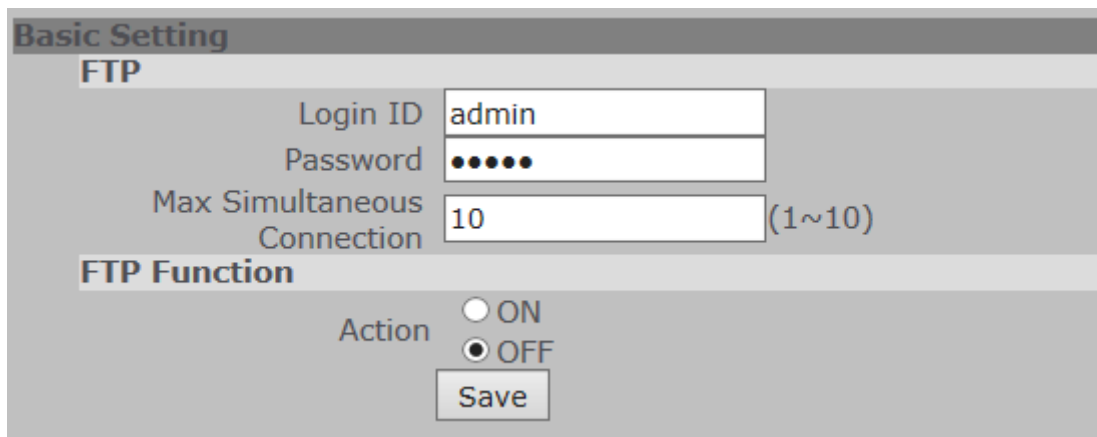 Basic Setting
FTP
Login ID admin
Password •••••
Max Simultaneous
Connection 10 (1~10)
FTP Function
Action
ON
OFF
Save